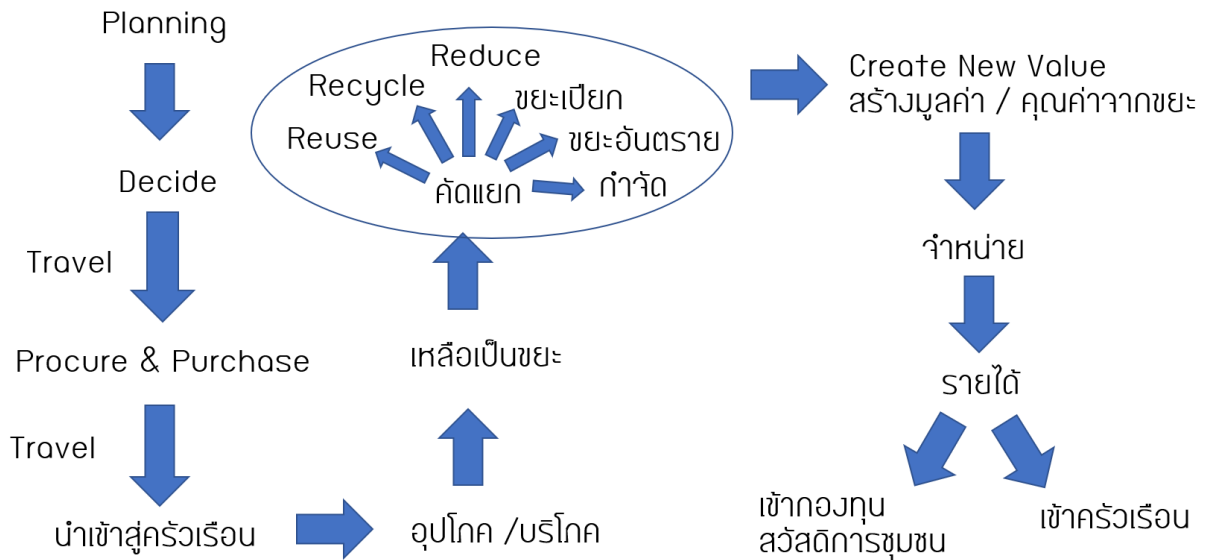 Planning
Decide
Travel
Procure & Purchase
Travel
นำเข้าสู่ครัวเรือน
อุปโภค /บริโภค
เหลือเป็นขยะ
คัดแยก
Reuse
Recycle
Reduce
ขยะเปียก
ขยะอันตราย
กำจัด
Create New Value
สร้างมูลค่า / คุณค่าจากขยะ
จำหน่าย
รายได้
เข้ากองทุน
สวัสดิการชุมชน
เข้าครัวเรือน